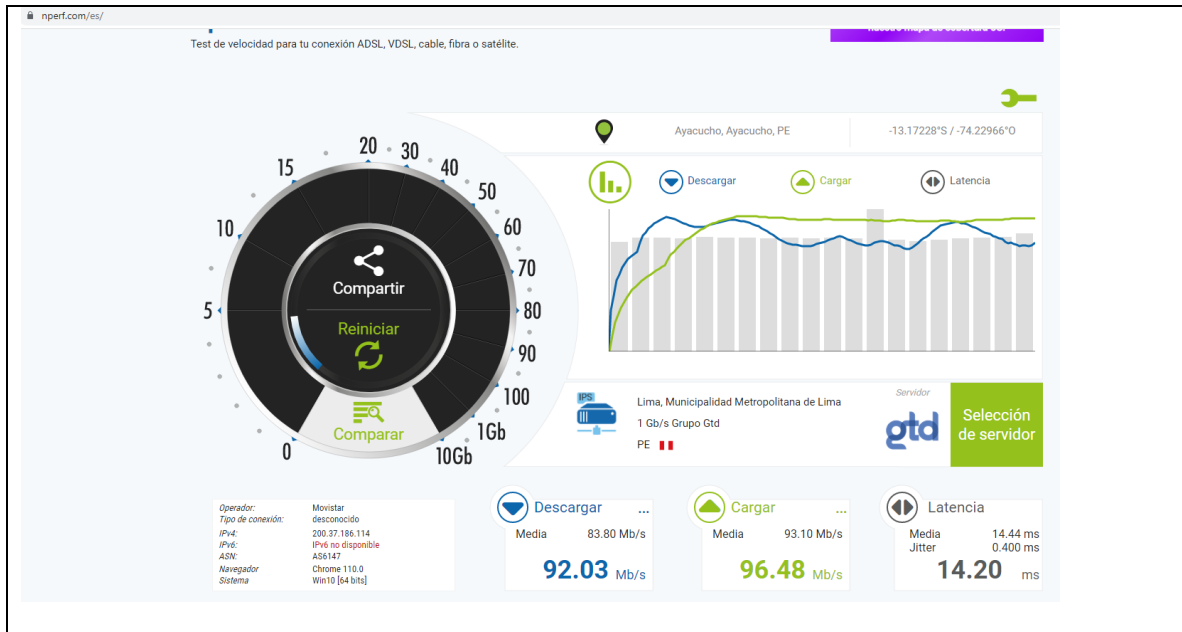 nperf.com/es/
Test de velocidad para tu conexión ADSL, VDSL, cable, fibra o satélite.
Ayacucho, Ayacucho, PE
-13.17228°S / -74.22966°O
Descargar
Cargar
Latencia
0
5
10
15
20
30
40
50
60
70
80
90
100
1Gb
10Gb
Compartir
Reiniciar
Comparar
IPS
Lima, Municipalidad Metropolitana de Lima
1 Gb/s Grupo Gtd
PE
Servidor
gtd
Selección
de servidor
Operador: Movistar
Tipo de conexión: desconocido
IPv4: 200.37.186.114
IPv6: IPv6 no disponible
ASN: AS6147
Navegador Chrome 110.0
Sistema Win10 [64 bits]
Descargar ...
Media 83.80 Mb/s
92.03 Mb/s
Cargar ...
Media 93.10 Mb/s
96.48 Mb/s
Latencia
Media 14.44 ms
Jitter 0.400 ms
14.20 ms